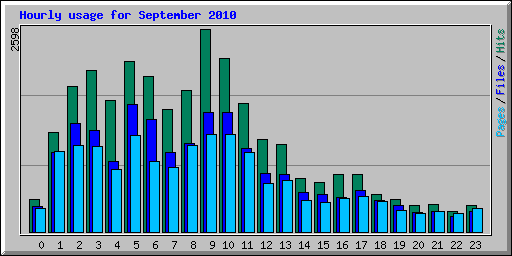 Hourly usage for September 2010
2598
Pages/Files/Hits
0 1 2 3 4 5 6 7 8 9 10 11 12 13 14 15 16 17 18 19 20 21 22 23